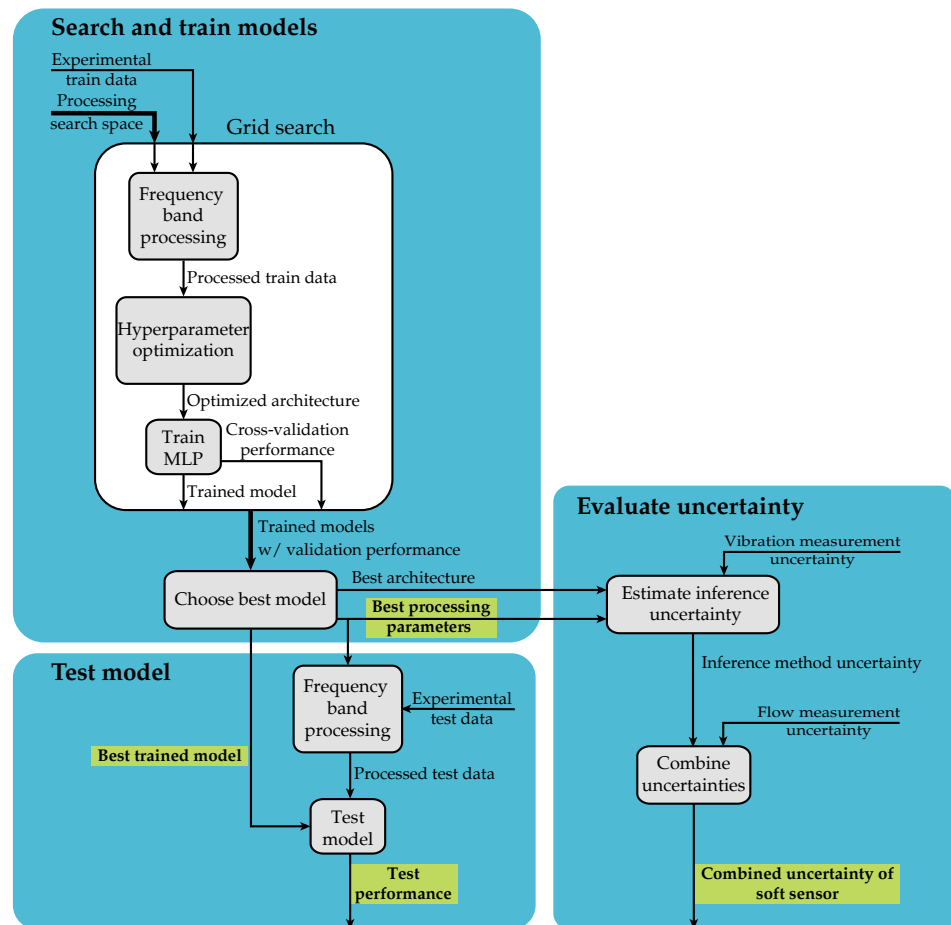 Search and train models
Experimental
train data
Processing
search space
Grid search
Frequency
band
processing
Processed train data
Hyperparameter
optimization
Optimized architecture
Train
MLP
Cross-validation
performance
Trained model
Trained models
w/ validation performance
Choose best model
Best architecture
Best processing
parameters
Test model
Frequency
band
processing
Experimental
test data
Best trained model
Processed test data
Test
model
Test
performance
Evaluate uncertainty
Vibration measurement
uncertainty
Estimate inference
uncertainty
Inference method uncertainty
Flow measurement
uncertainty
Combine
uncertainties
Combined uncertainty of
soft sensor